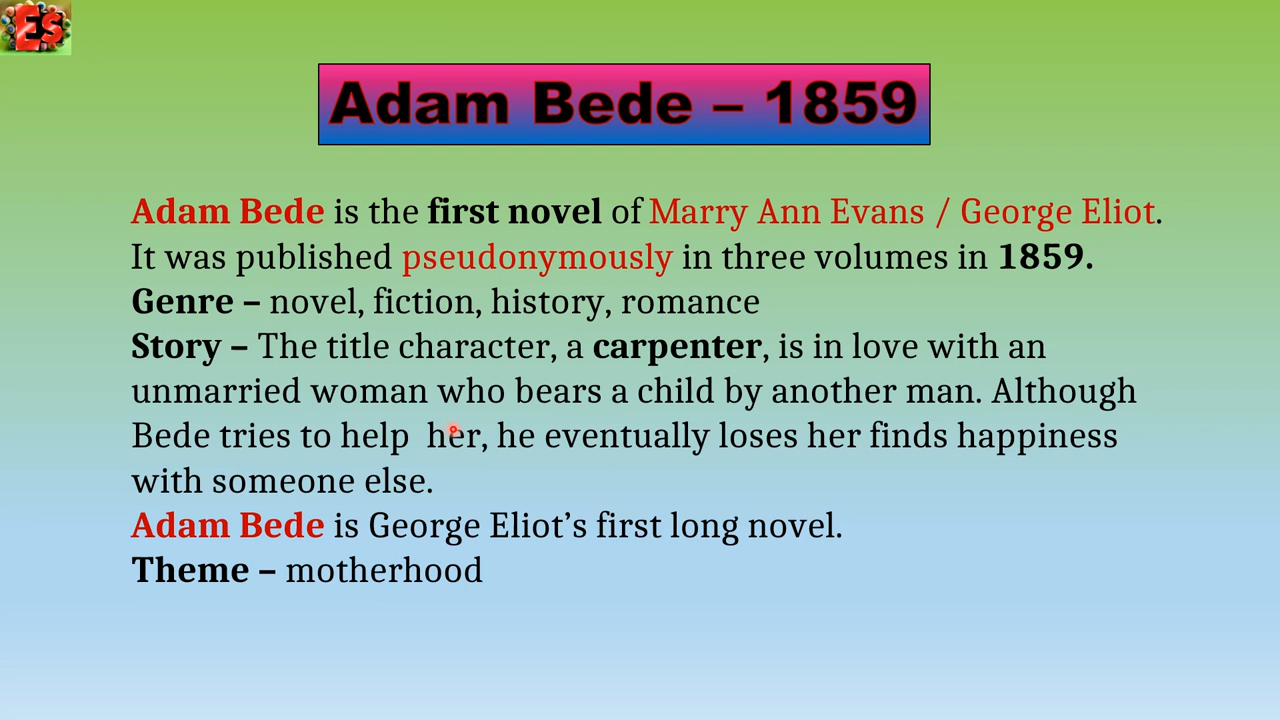 ES
Adam Bede – 1859
Adam Bede is the first novel of Marry Ann Evans / George Eliot.
It was published pseudonymously in three volumes in 1859.
Genre – novel, fiction, history, romance
Story – The title character, a carpenter, is in love with an
unmarried woman who bears a child by another man. Although
Bede tries to help her, he eventually loses her finds happiness
with someone else.
Adam Bede is George Eliot’s first long novel.
Theme – motherhood